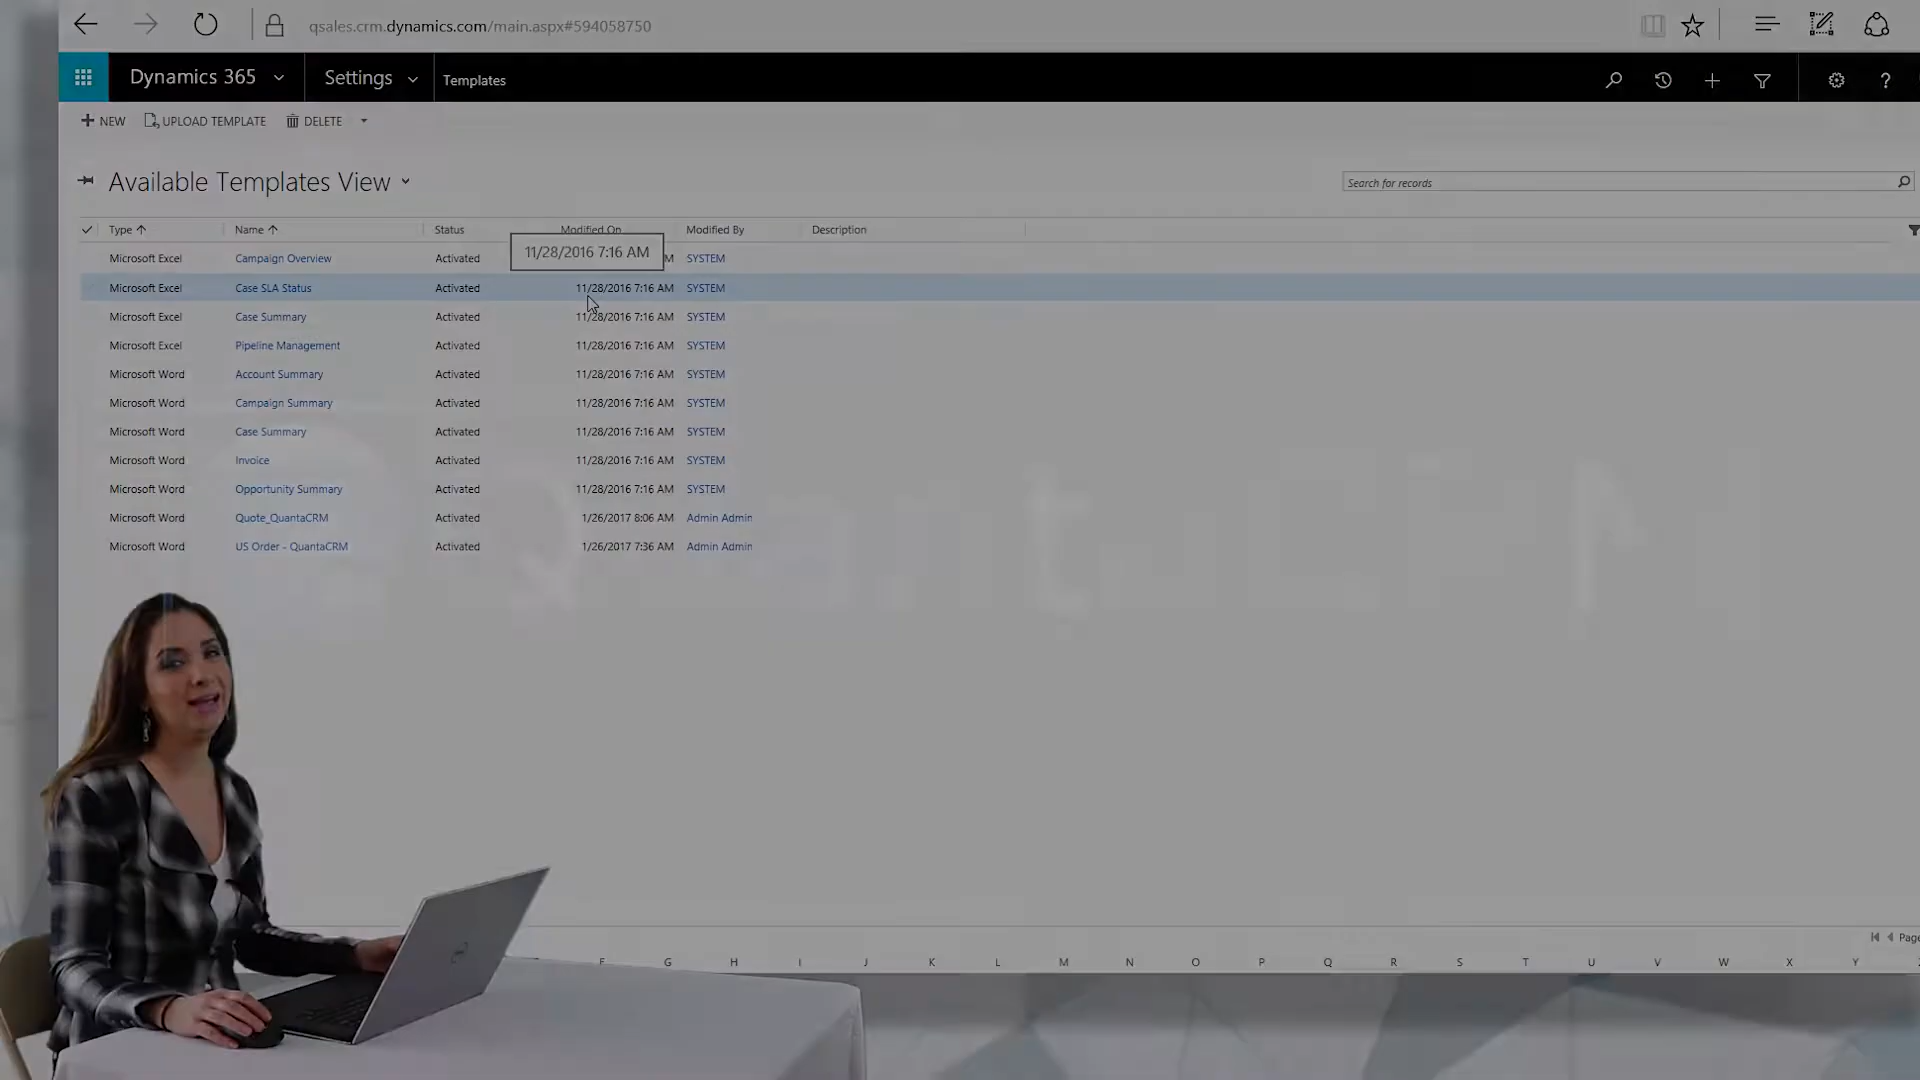 qsales.crm.dynamics.com/main.aspx#594058750
Dynamics 365 Settings Templates
NEW UPLOAD TEMPLATE DELETE
Available Templates View
Search for records
Type Name Status Modified On Modified By Description
11/28/2016 7:16 AM
Microsoft Excel Campaign Overview Activated M SYSTEM
Microsoft Excel Case SLA Status Activated 11/28/2016 7:16 AM SYSTEM
Microsoft Excel Case Summary Activated 11/28/2016 7:16 AM SYSTEM
Microsoft Excel Pipeline Management Activated 11/28/2016 7:16 AM SYSTEM
Microsoft Word Account Summary Activated 11/28/2016 7:16 AM SYSTEM
Microsoft Word Campaign Summary Activated 11/28/2016 7:16 AM SYSTEM
Microsoft Word Case Summary Activated 11/28/2016 7:16 AM SYSTEM
Microsoft Word Invoice Activated 11/28/2016 7:16 AM SYSTEM
Microsoft Word Opportunity Summary Activated 11/28/2016 7:16 AM SYSTEM
Microsoft Word Quote_QuantaCRM Activated 1/26/2017 8:06 AM Admin Admin
Microsoft Word US Order - QuantaCRM Activated 1/26/2017 7:36 AM Admin Admin
Page
F G H I J K L M N O P Q R S T U V W X Y
DELL